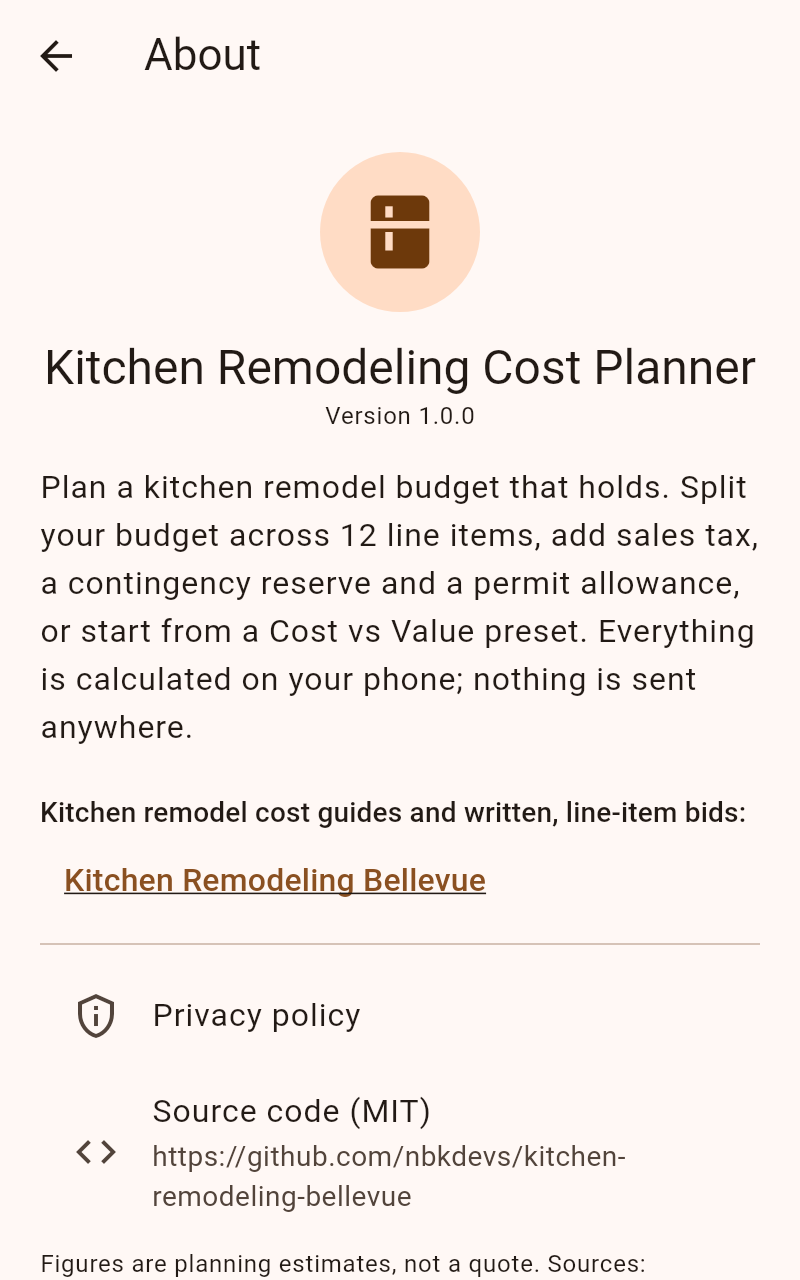 About
Kitchen Remodeling Cost Planner
Version 1.0.0
Plan a kitchen remodel budget that holds. Split
your budget across 12 line items, add sales tax,
a contingency reserve and a permit allowance,
or start from a Cost vs Value preset. Everything
is calculated on your phone; nothing is sent
anywhere.
Kitchen remodel cost guides and written, line-item bids:
Kitchen Remodeling Bellevue
Privacy policy
Source code (MIT)
https://github.com/nbkdevs/kitchen-
remodeling-bellevue
Figures are planning estimates, not a quote. Sources: